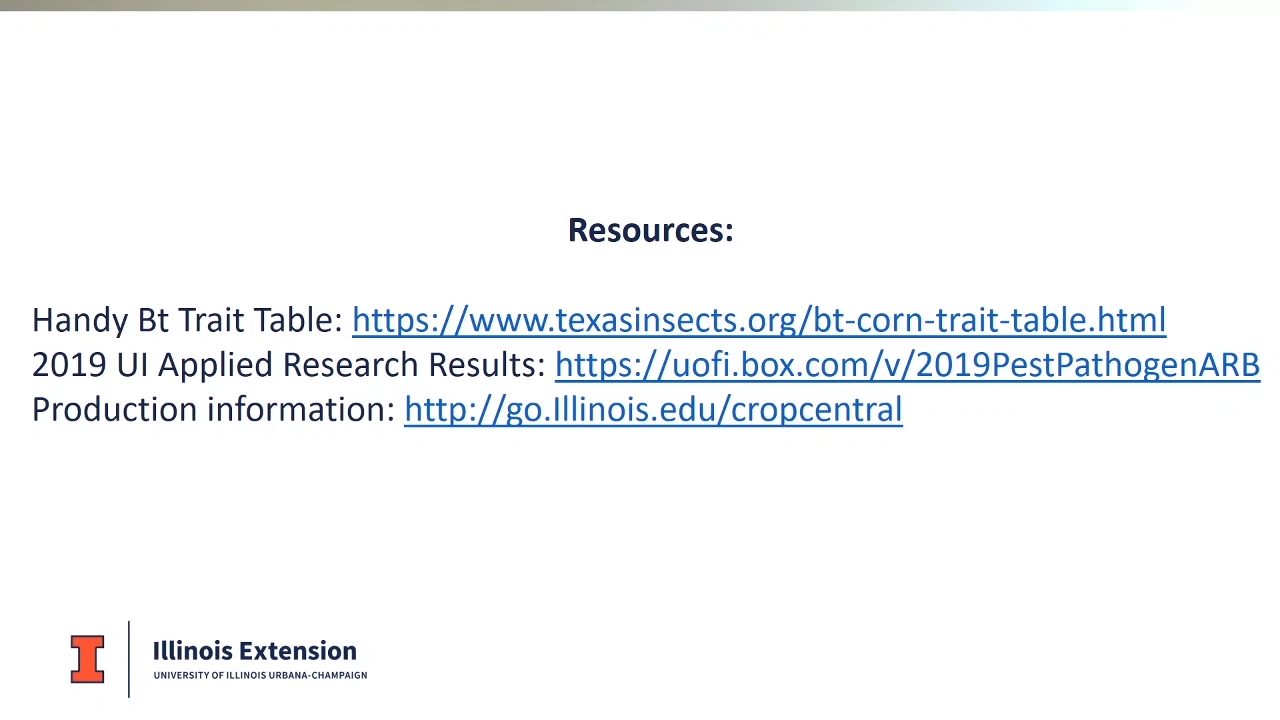 Resources:
Handy Bt Trait Table: https://www.texasinsects.org/bt-corn-trait-table.html
2019 UI Applied Research Results: https://uofi.box.com/v/2019PestPathogenARB
Production information: http://go.Illinois.edu/cropcentral
Illinois Extension
UNIVERSITY OF ILLINOIS URBANA-CHAMPAIGN